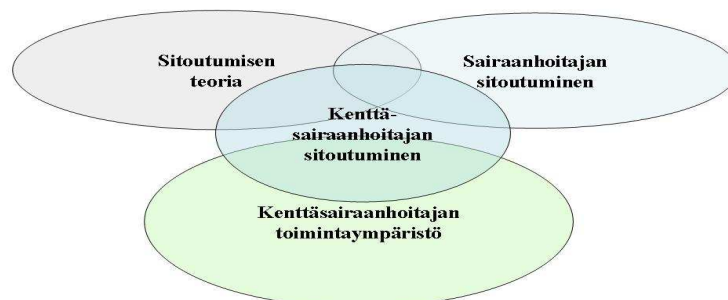 Sitoutumisen
teoria
Sairaanhoitajan
sitoutuminen
Kenttä-
sairaanhoitajan
sitoutuminen
Kenttäsairaanhoitajan
toimintaympäristö